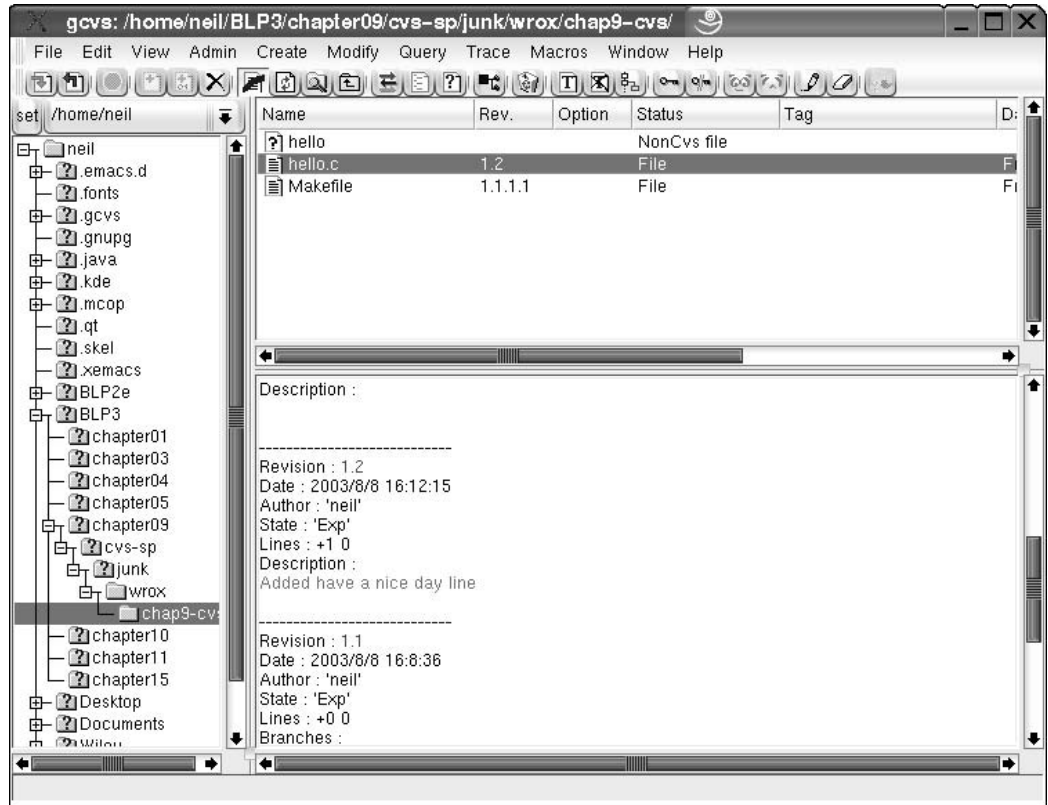 gcvs: /home/neil/BLP3/chapter09/cvs-sp/junk/wrox/chap9-cvs/
File Edit View Admin Create Modify Query Trace Macros Window Help
set /home/neil
neil
.emacs.d
.fonts
.gcvs
.gnupg
.java
.kde
.mcop
.qt
.skel
.xemacs
BLP2e
BLP3
chapter01
chapter03
chapter04
chapter05
chapter09
cvs-sp
junk
wrox
chap9-cv
chapter10
chapter11
chapter15
Desktop
Documents
Name Rev. Option Status Tag
hello NonCvs file
hello.c 1.2 File
Makefile 1.1.1.1 File
Description :
---------------------------
Revision : 1.2
Date : 2003/8/8 16:12:15
Author : 'neil'
State : 'Exp'
Lines : +1 0
Description :
Added have a nice day line
---------------------------
Revision : 1.1
Date : 2003/8/8 16:8:36
Author : 'neil'
State : 'Exp'
Lines : +0 0
Branches :